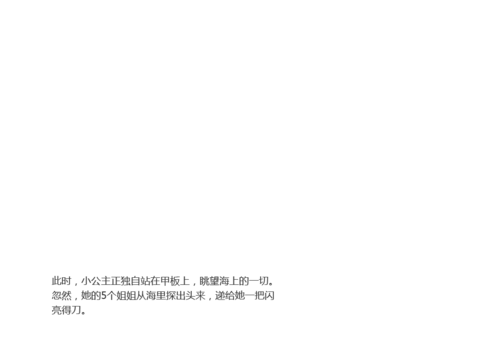 此时，小公主正独自站在甲板上，眺望海上的一切。
忽然，她的5个姐姐从海里探出头来，递给她一把闪
亮得刀。